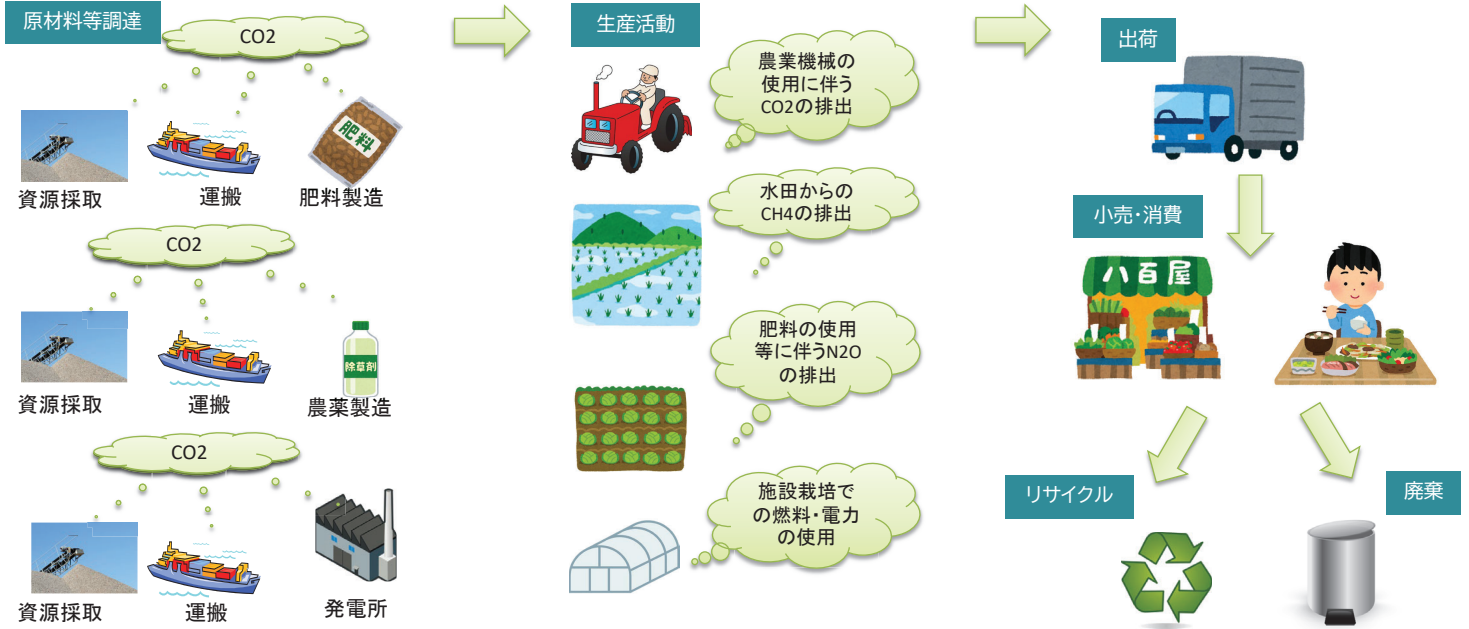 原材料等調達
CO2
肥料
資源採取
運搬
肥料製造
CO2
除草剤
資源採取
運搬
農薬製造
CO2
資源採取
運搬
発電所
生産活動
農業機械の
使用に伴う
CO2の排出
水田からの
CH4の排出
肥料の使用
等に伴うN2O
の排出
施設栽培で
の燃料・電力
の使用
出荷
小売・消費
八百屋
リサイクル
廃棄